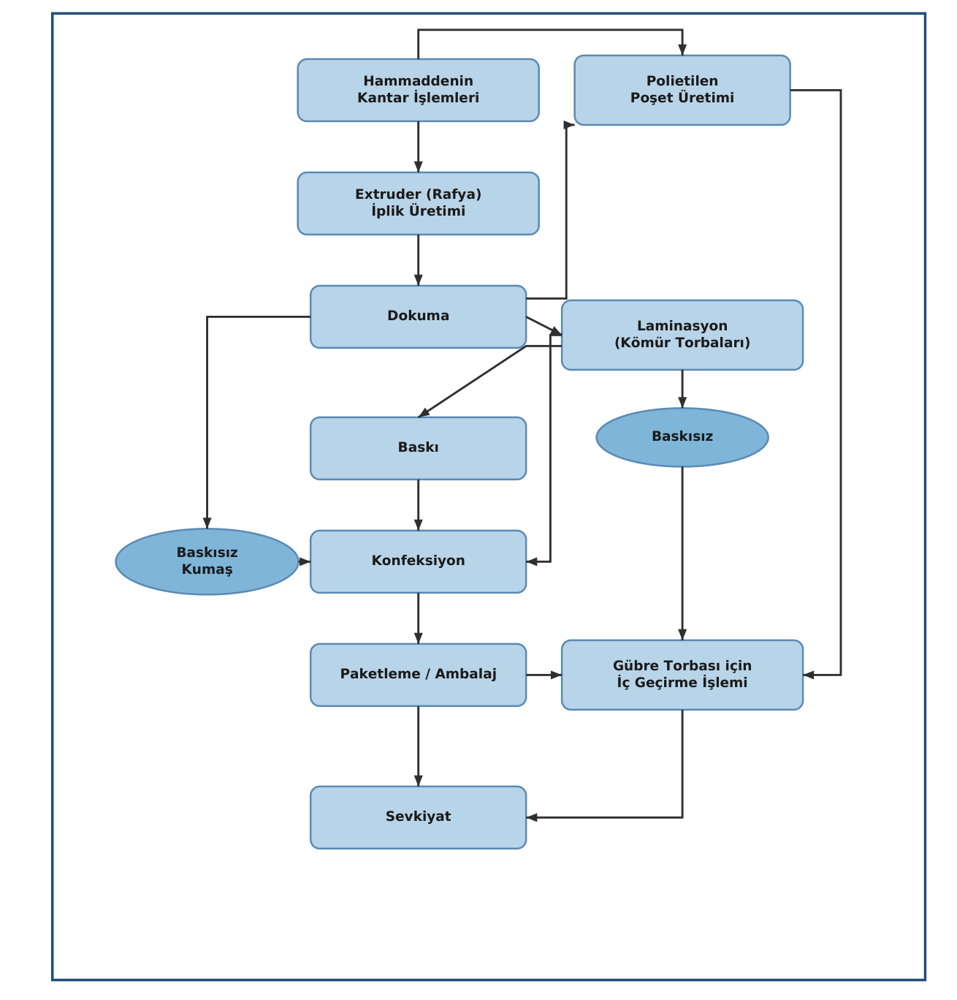 Hammaddenin
Kantar İşlemleri
Polietilen
Poşet Üretimi
Extruder (Rafya)
İplik Üretimi
Dokuma
Laminasyon
(Kömür Torbaları)
Baskı
Baskısız
Baskısız
Kumaş
Konfeksiyon
Paketleme / Ambalaj
Gübre Torbası için
İç Geçirme İşlemi
Sevkiyat